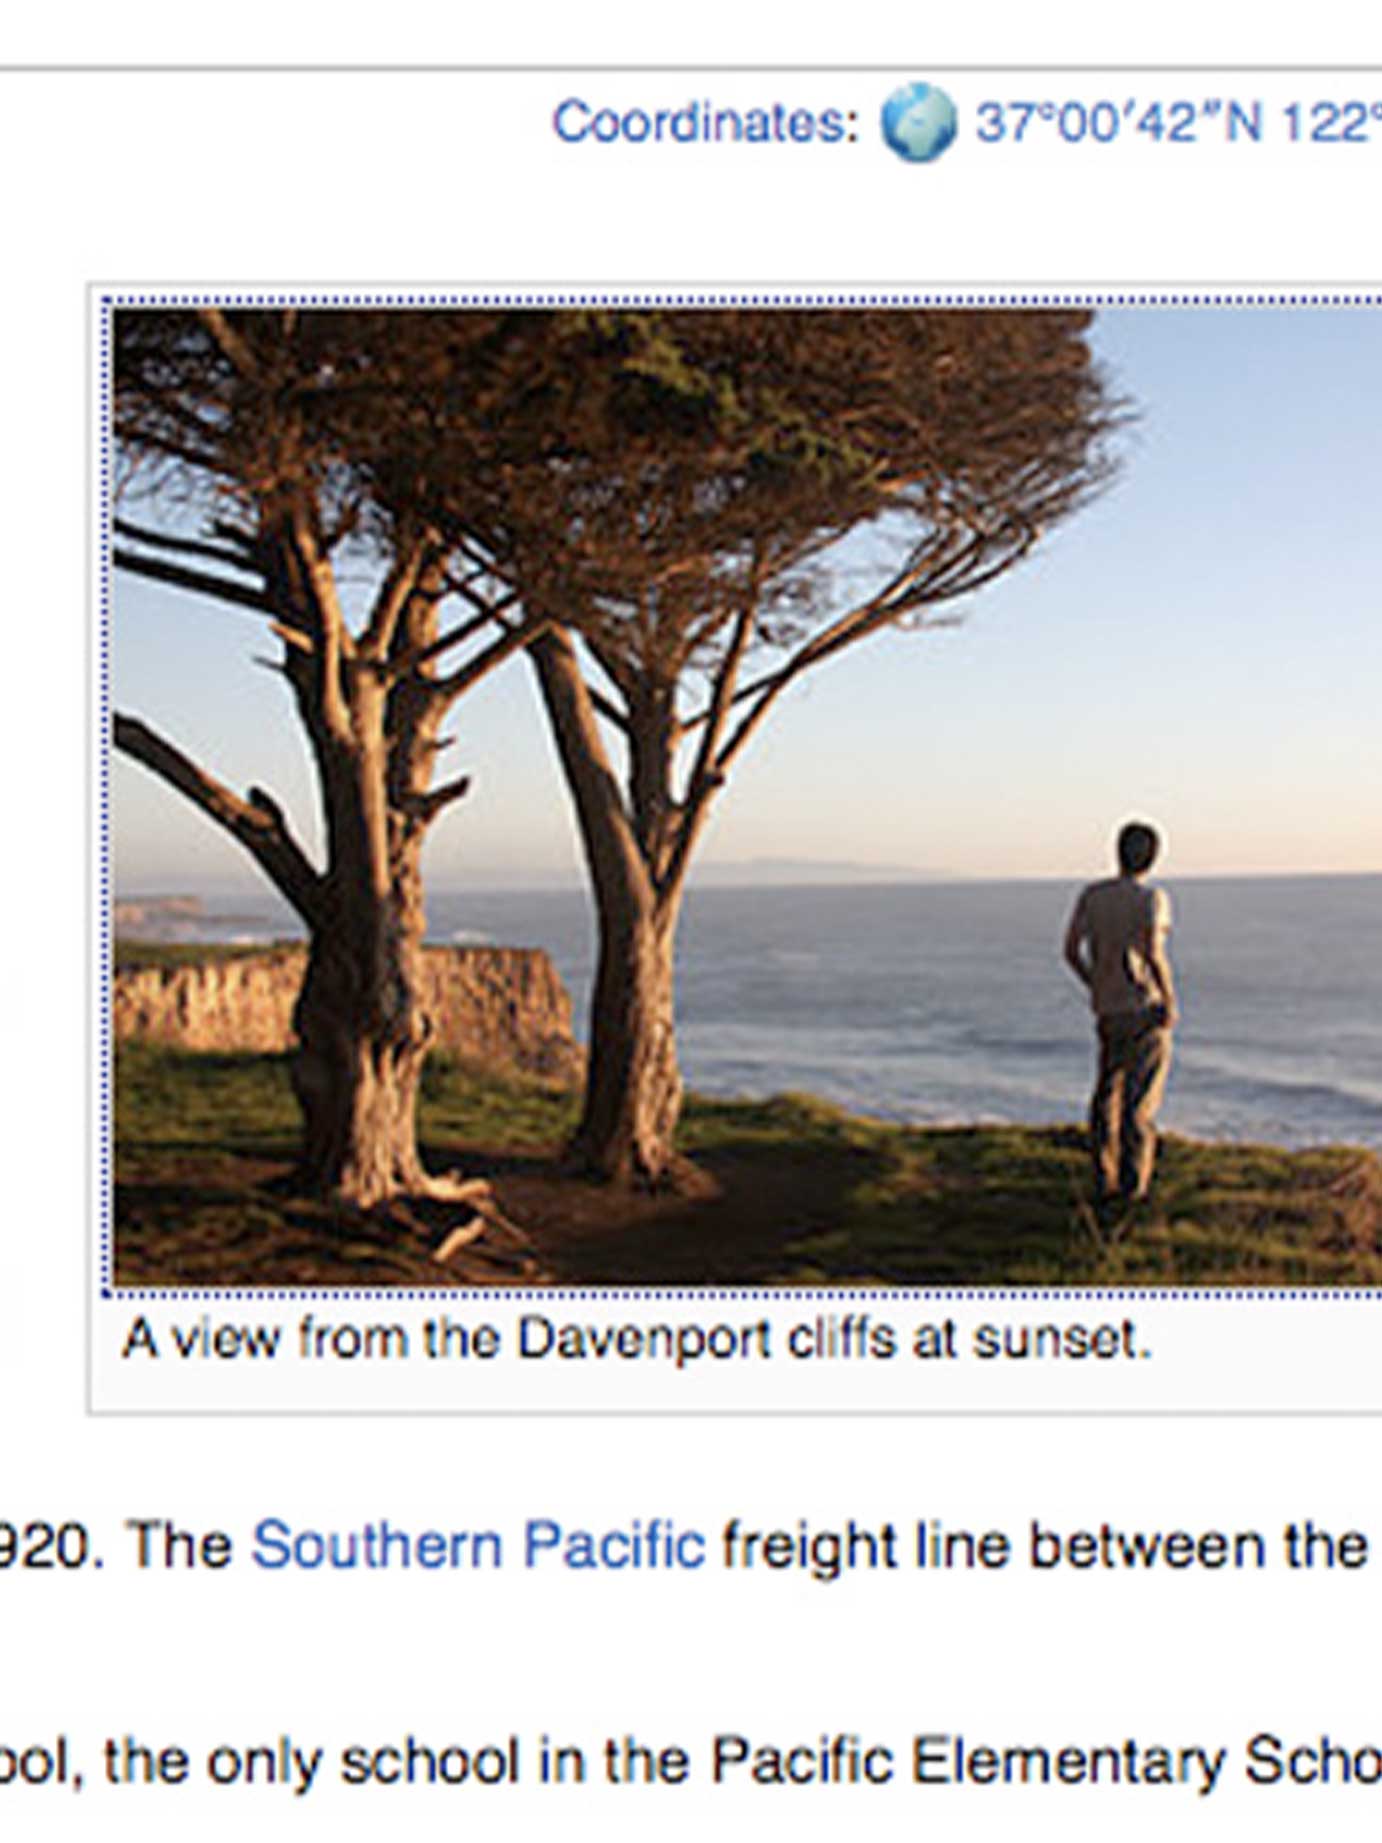 Coordinates: 37°00′42″N 122°
A view from the Davenport cliffs at sunset.
920. The Southern Pacific freight line between the
ool, the only school in the Pacific Elementary Scho